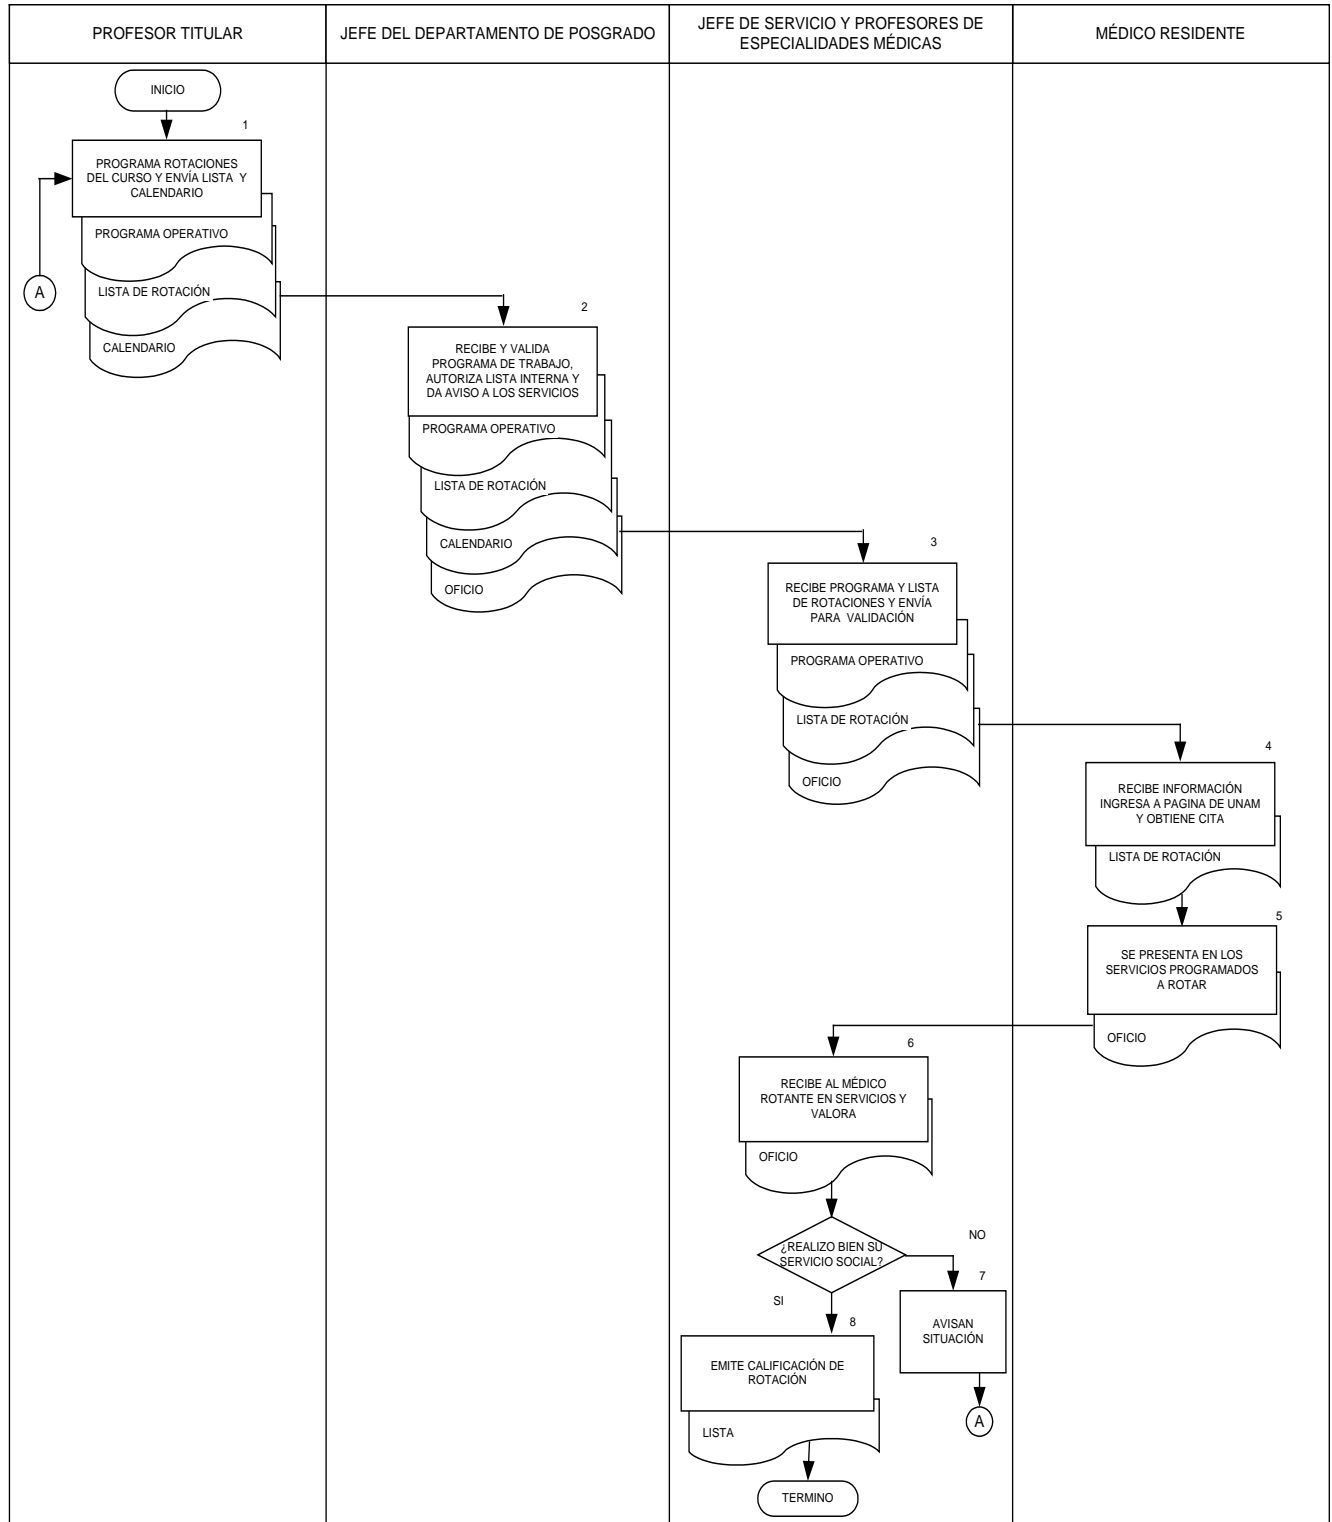 PROFESOR TITULAR
JEFE DEL DEPARTAMENTO DE POSGRADO
JEFE DE SERVICIO Y PROFESORES DE
ESPECIALIDADES MÉDICAS
MÉDICO RESIDENTE
INICIO
1
PROGRAMA ROTACIONES
DEL CURSO Y ENVÍA LISTA Y
CALENDARIO
PROGRAMA OPERATIVO
LISTA DE ROTACIÓN
CALENDARIO
A
2
RECIBE Y VALIDA
PROGRAMA DE TRABAJO,
AUTORIZA LISTA INTERNA Y
DA AVISO A LOS SERVICIOS
PROGRAMA OPERATIVO
LISTA DE ROTACIÓN
CALENDARIO
OFICIO
3
RECIBE PROGRAMA Y LISTA
DE ROTACIONES Y ENVÍA
PARA VALIDACIÓN
PROGRAMA OPERATIVO
LISTA DE ROTACIÓN
OFICIO
4
RECIBE INFORMACIÓN
INGRESA A PAGINA DE UNAM
Y OBTIENE CITA
LISTA DE ROTACIÓN
5
SE PRESENTA EN LOS
SERVICIOS PROGRAMADOS
A ROTAR
OFICIO
6
RECIBE AL MÉDICO
ROTANTE EN SERVICIOS Y
VALORA
OFICIO
¿REALIZO BIEN SU
SERVICIO SOCIAL?
NO
7
AVISAN
SITUACIÓN
A
SI
8
EMITE CALIFICACIÓN DE
ROTACIÓN
LISTA
TERMINO